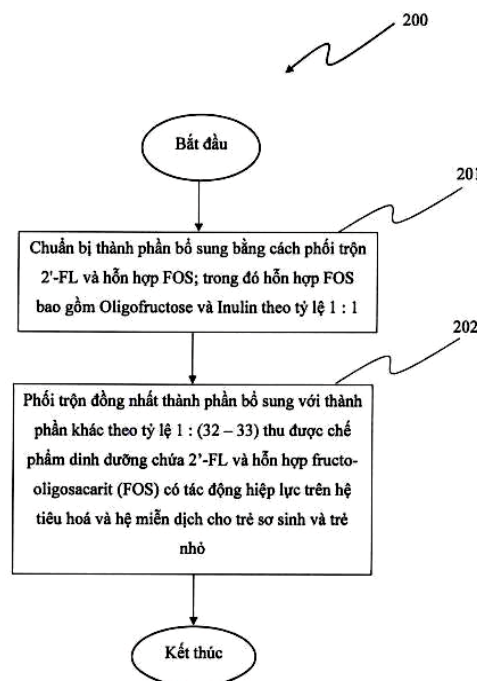 200
Bắt đầu
201
Chuẩn bị thành phần bổ sung bằng cách phối trộn
2'-FL và hỗn hợp FOS; trong đó hỗn hợp FOS
bao gồm Oligofructose và Inulin theo tỷ lệ 1 : 1
202
Phối trộn đồng nhất thành phần bổ sung với thành
phần khác theo tỷ lệ 1 : (32 – 33) thu được chế
phẩm dinh dưỡng chứa 2’-FL và hỗn hợp fructo-
oligosacarit (FOS) có tác động hiệp lực trên hệ
tiêu hoá và hệ miễn dịch cho trẻ sơ sinh và trẻ
nhỏ
Kết thúc